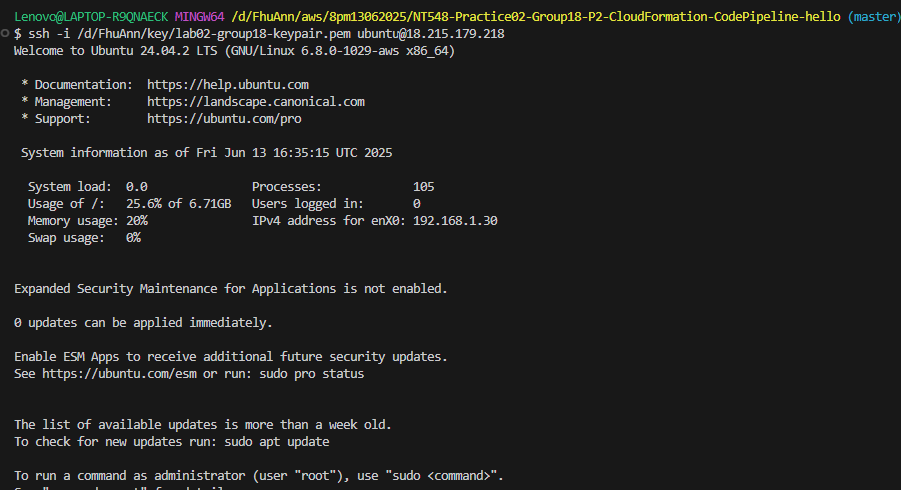 Lenovo@LAPTOP-R9QNAECK MINGW64 /d/FhuAnn/aws/8pm13062025/NT548-Practice02-Group18-P2-CloudFormation-CodePipeline-hello (master)
$ ssh -i /d/FhuAnn/key/lab02-group18-keypair.pem ubuntu@18.215.179.218
Welcome to Ubuntu 24.04.2 LTS (GNU/Linux 6.8.0-1029-aws x86_64)
* Documentation: https://help.ubuntu.com
* Management: https://landscape.canonical.com
* Support: https://ubuntu.com/pro
System information as of Fri Jun 13 16:35:15 UTC 2025
System load: 0.0 Processes: 105
Usage of /: 25.6% of 6.71GB Users logged in: 0
Memory usage: 20% IPv4 address for enX0: 192.168.1.30
Swap usage: 0%
Expanded Security Maintenance for Applications is not enabled.
0 updates can be applied immediately.
Enable ESM Apps to receive additional future security updates.
See https://ubuntu.com/esm or run: sudo pro status
The list of available updates is more than a week old.
To check for new updates run: sudo apt update
To run a command as administrator (user "root"), use "sudo <command>".